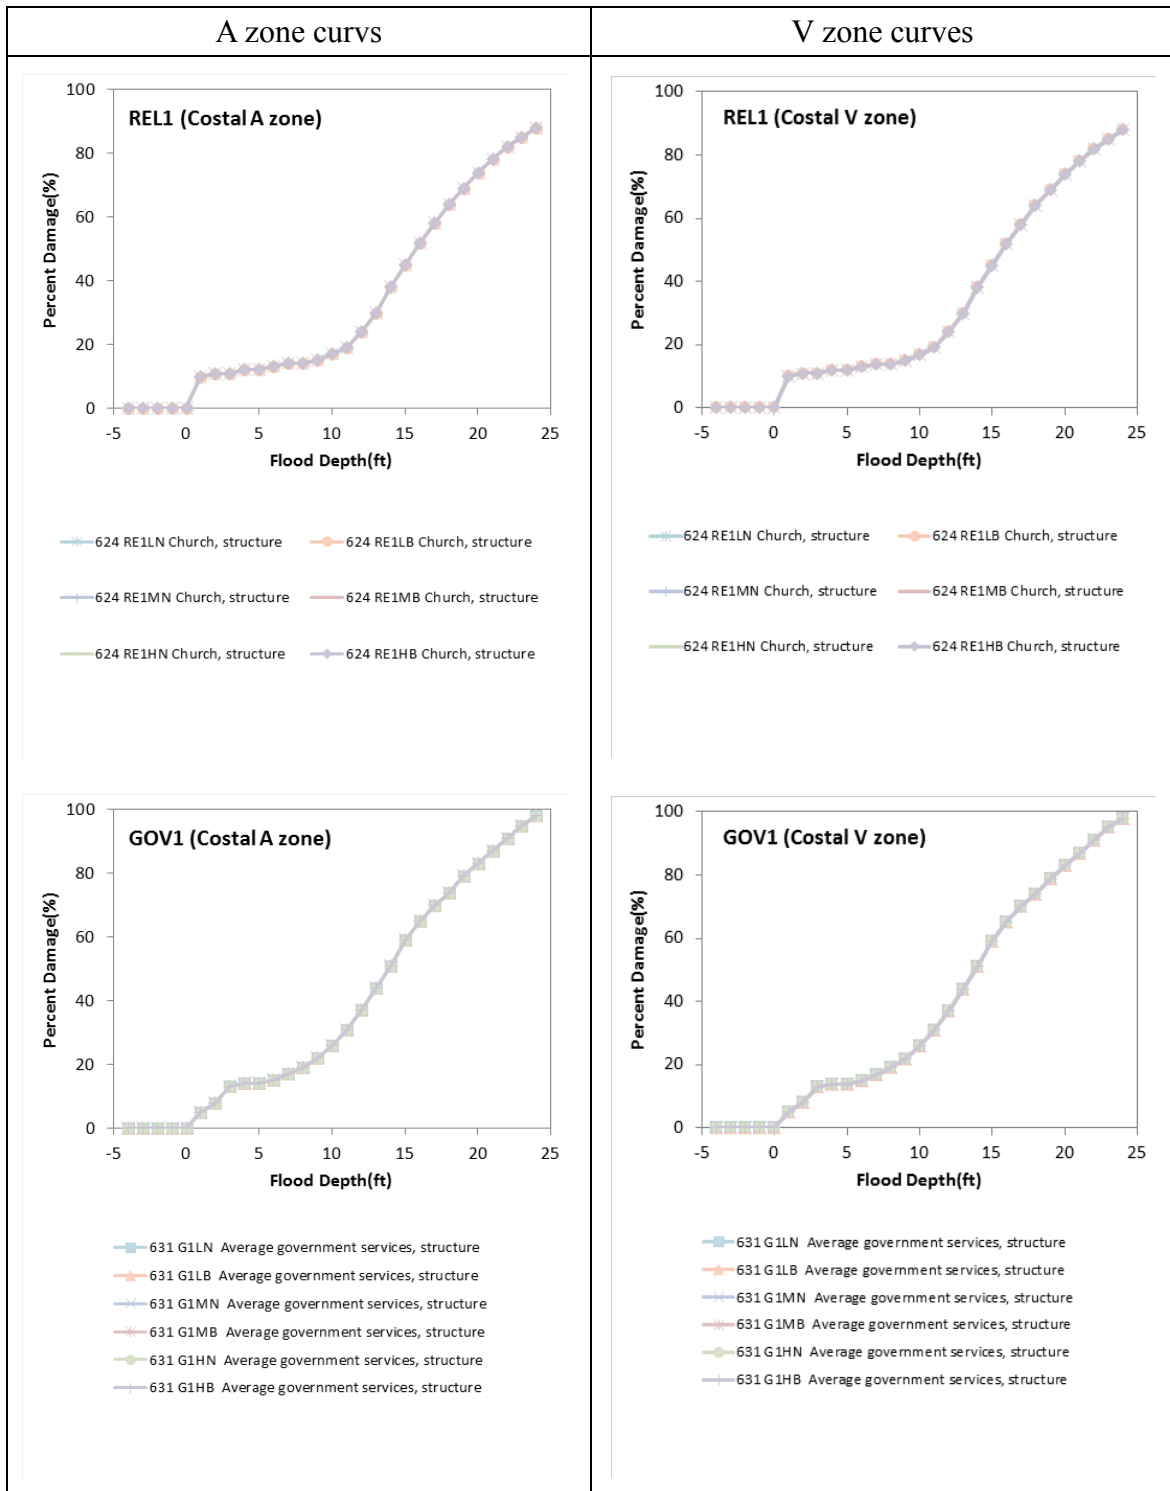 A zone curvs
V zone curves
REL1 (Costal A zone)
Percent Damage(%)
100
80
60
40
20
0
-5 0 5 10 15 20 25
Flood Depth(ft)
624 RE1LN Church, structure 624 RE1LB Church, structure
624 RE1MN Church, structure 624 RE1MB Church, structure
624 RE1HN Church, structure 624 RE1HB Church, structure
REL1 (Costal V zone)
Percent Damage(%)
100
80
60
40
20
0
-5 0 5 10 15 20 25
Flood Depth(ft)
624 RE1LN Church, structure 624 RE1LB Church, structure
624 RE1MN Church, structure 624 RE1MB Church, structure
624 RE1HN Church, structure 624 RE1HB Church, structure
GOV1 (Costal A zone)
Percent Damage(%)
100
80
60
40
20
0
-5 0 5 10 15 20 25
Flood Depth(ft)
631 G1LN Average government services, structure
631 G1LB Average government services, structure
631 G1MN Average government services, structure
631 G1MB Average government services, structure
631 G1HN Average government services, structure
631 G1HB Average government services, structure
GOV1 (Costal V zone)
Percent Damage(%)
100
80
60
40
20
0
-5 0 5 10 15 20 25
Flood Depth(ft)
631 G1LN Average government services, structure
631 G1LB Average government services, structure
631 G1MN Average government services, structure
631 G1MB Average government services, structure
631 G1HN Average government services, structure
631 G1HB Average government services, structure